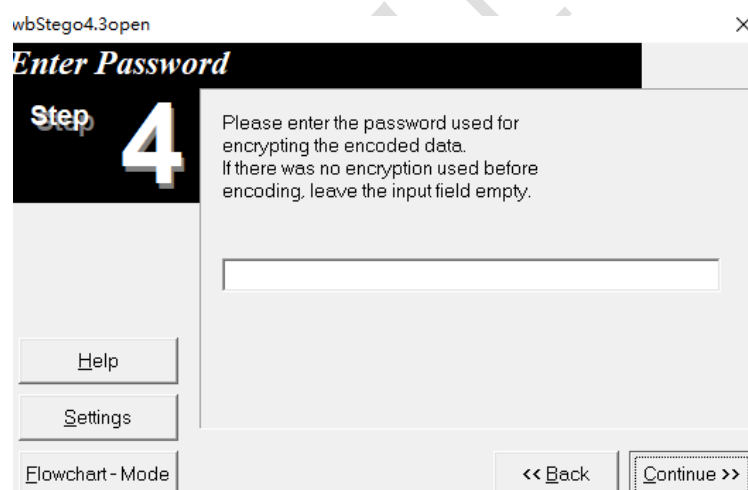 wbStego4.3open
Enter Password
Step 4
Please enter the password used for
encrypting the encoded data.
If there was no encryption used before
encoding, leave the input field empty.
Help
Settings
Flowchart - Mode
<< Back
Continue >>